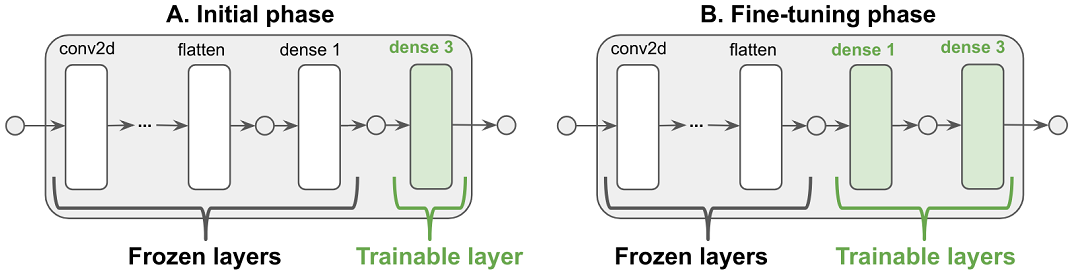 A. Initial phase
conv2d
flatten
dense 1
dense 3
...
Frozen layers
Trainable layer
B. Fine-tuning phase
conv2d
flatten
dense 1
dense 3
...
Frozen layers
Trainable layers